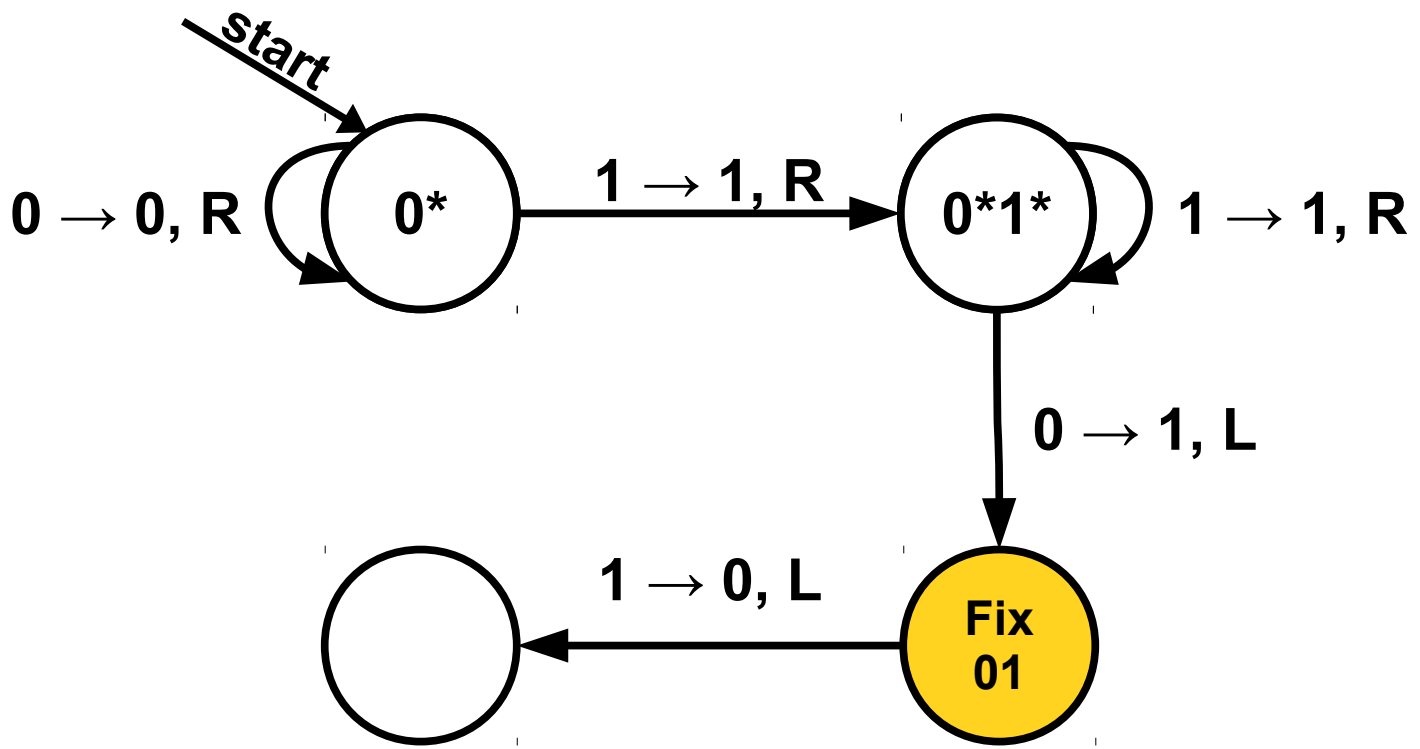 start
0 → 0, R
0*
1 → 1, R
0*1*
1 → 1, R
0 → 1, L
1 → 0, L
Fix
01